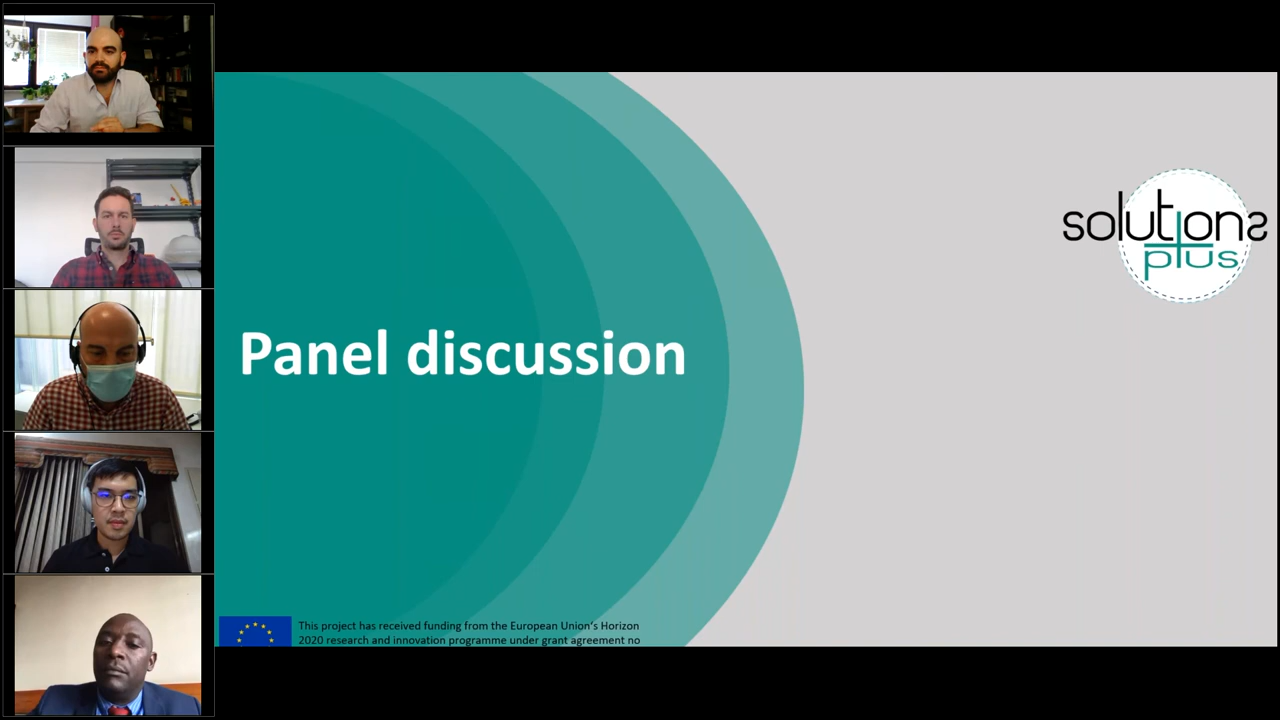 Panel discussion
solutions
plus
This project has received funding from the European Union's Horizon
2020 research and innovation programme under grant agreement no